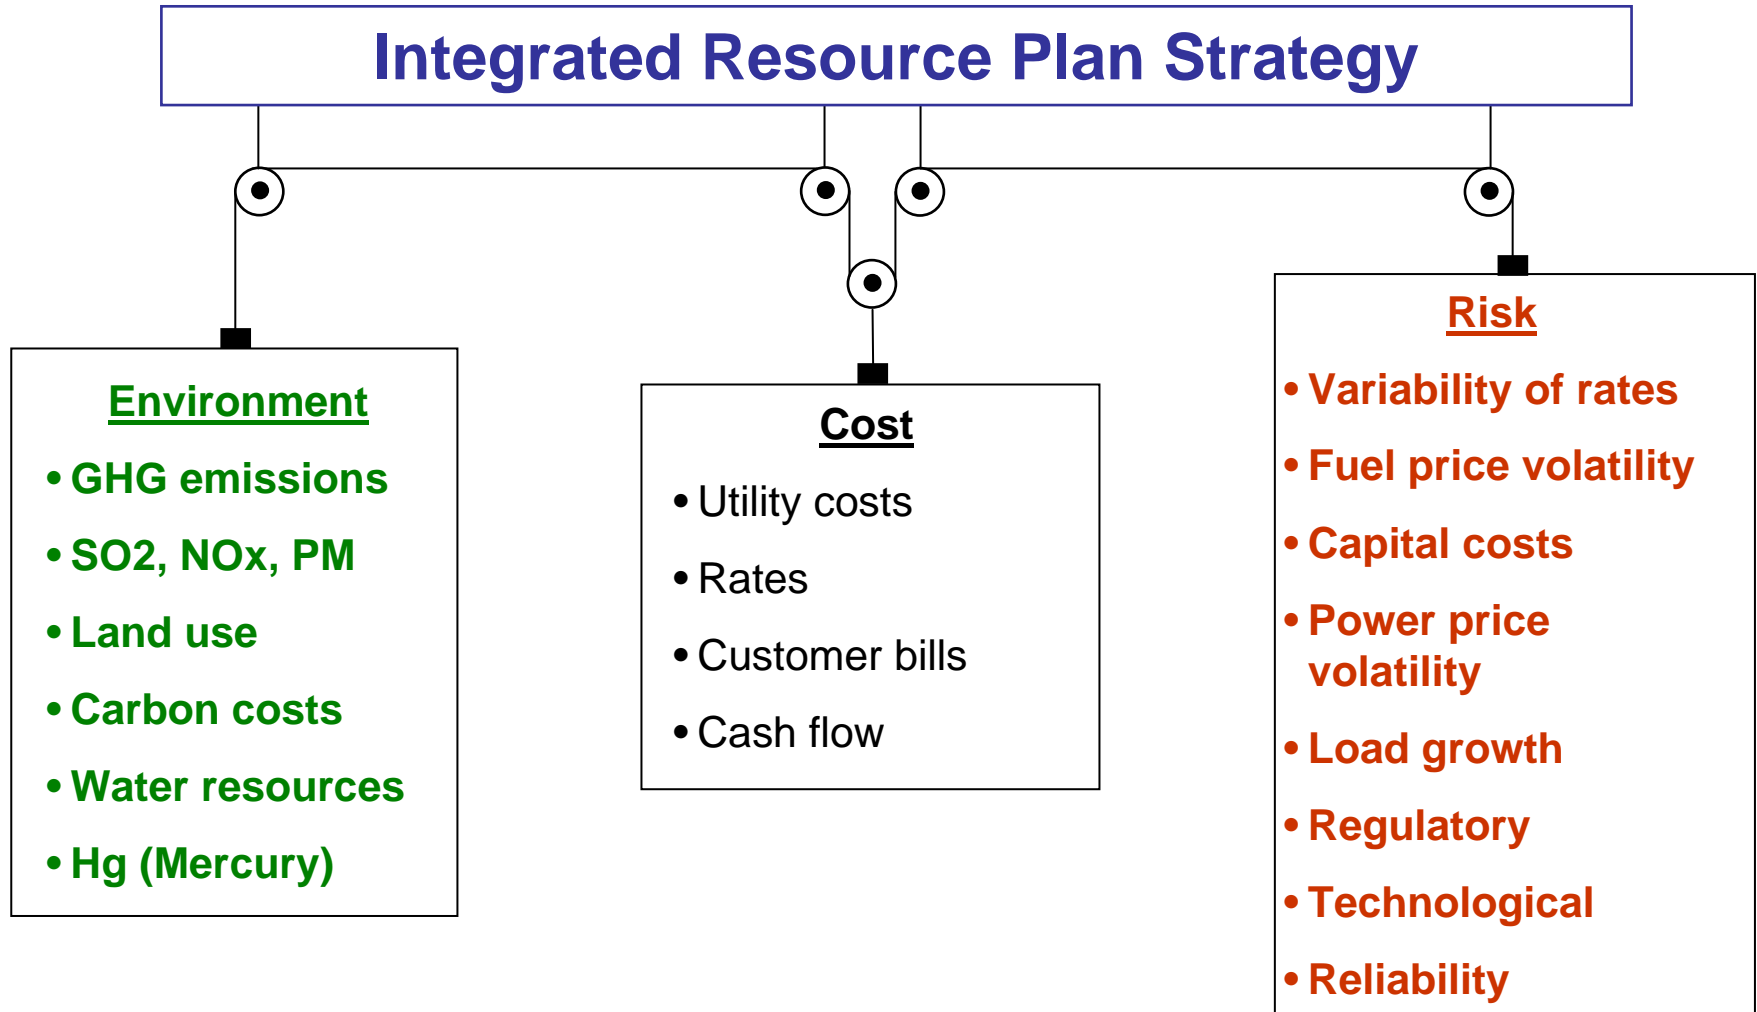 Integrated Resource Plan Strategy
Environment
• GHG emissions
• SO2, NOx, PM
• Land use
• Carbon costs
• Water resources
• Hg (Mercury)
Cost
• Utility costs
• Rates
• Customer bills
• Cash flow
Risk
• Variability of rates
• Fuel price volatility
• Capital costs
• Power price
volatility
• Load growth
• Regulatory
• Technological
• Reliability